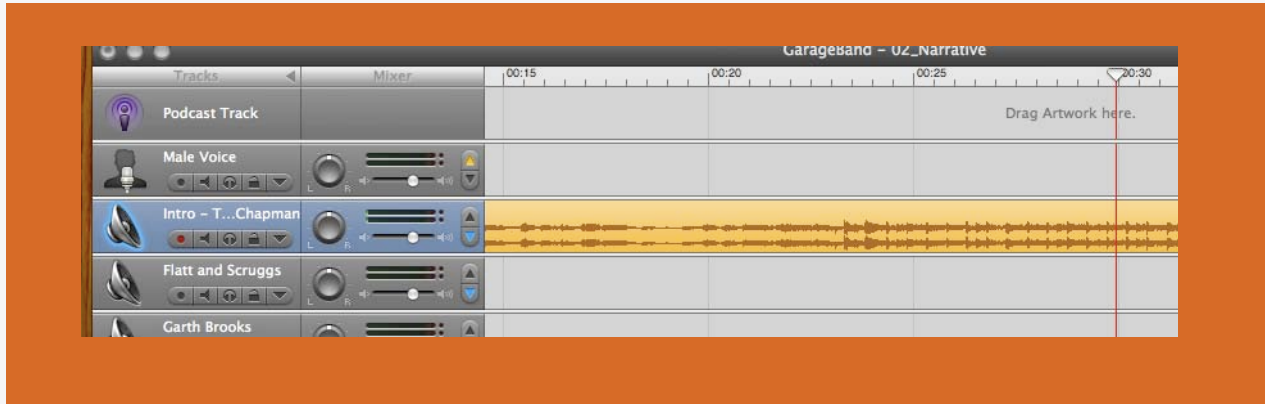 GarageBand – 02_Narrative
Tracks Mixer 00:15 00:20 00:25 00:30
Podcast Track Drag Artwork here.
Male Voice
L R
Intro – T...Chapman
L R
Flatt and Scruggs
L R
Garth Brooks